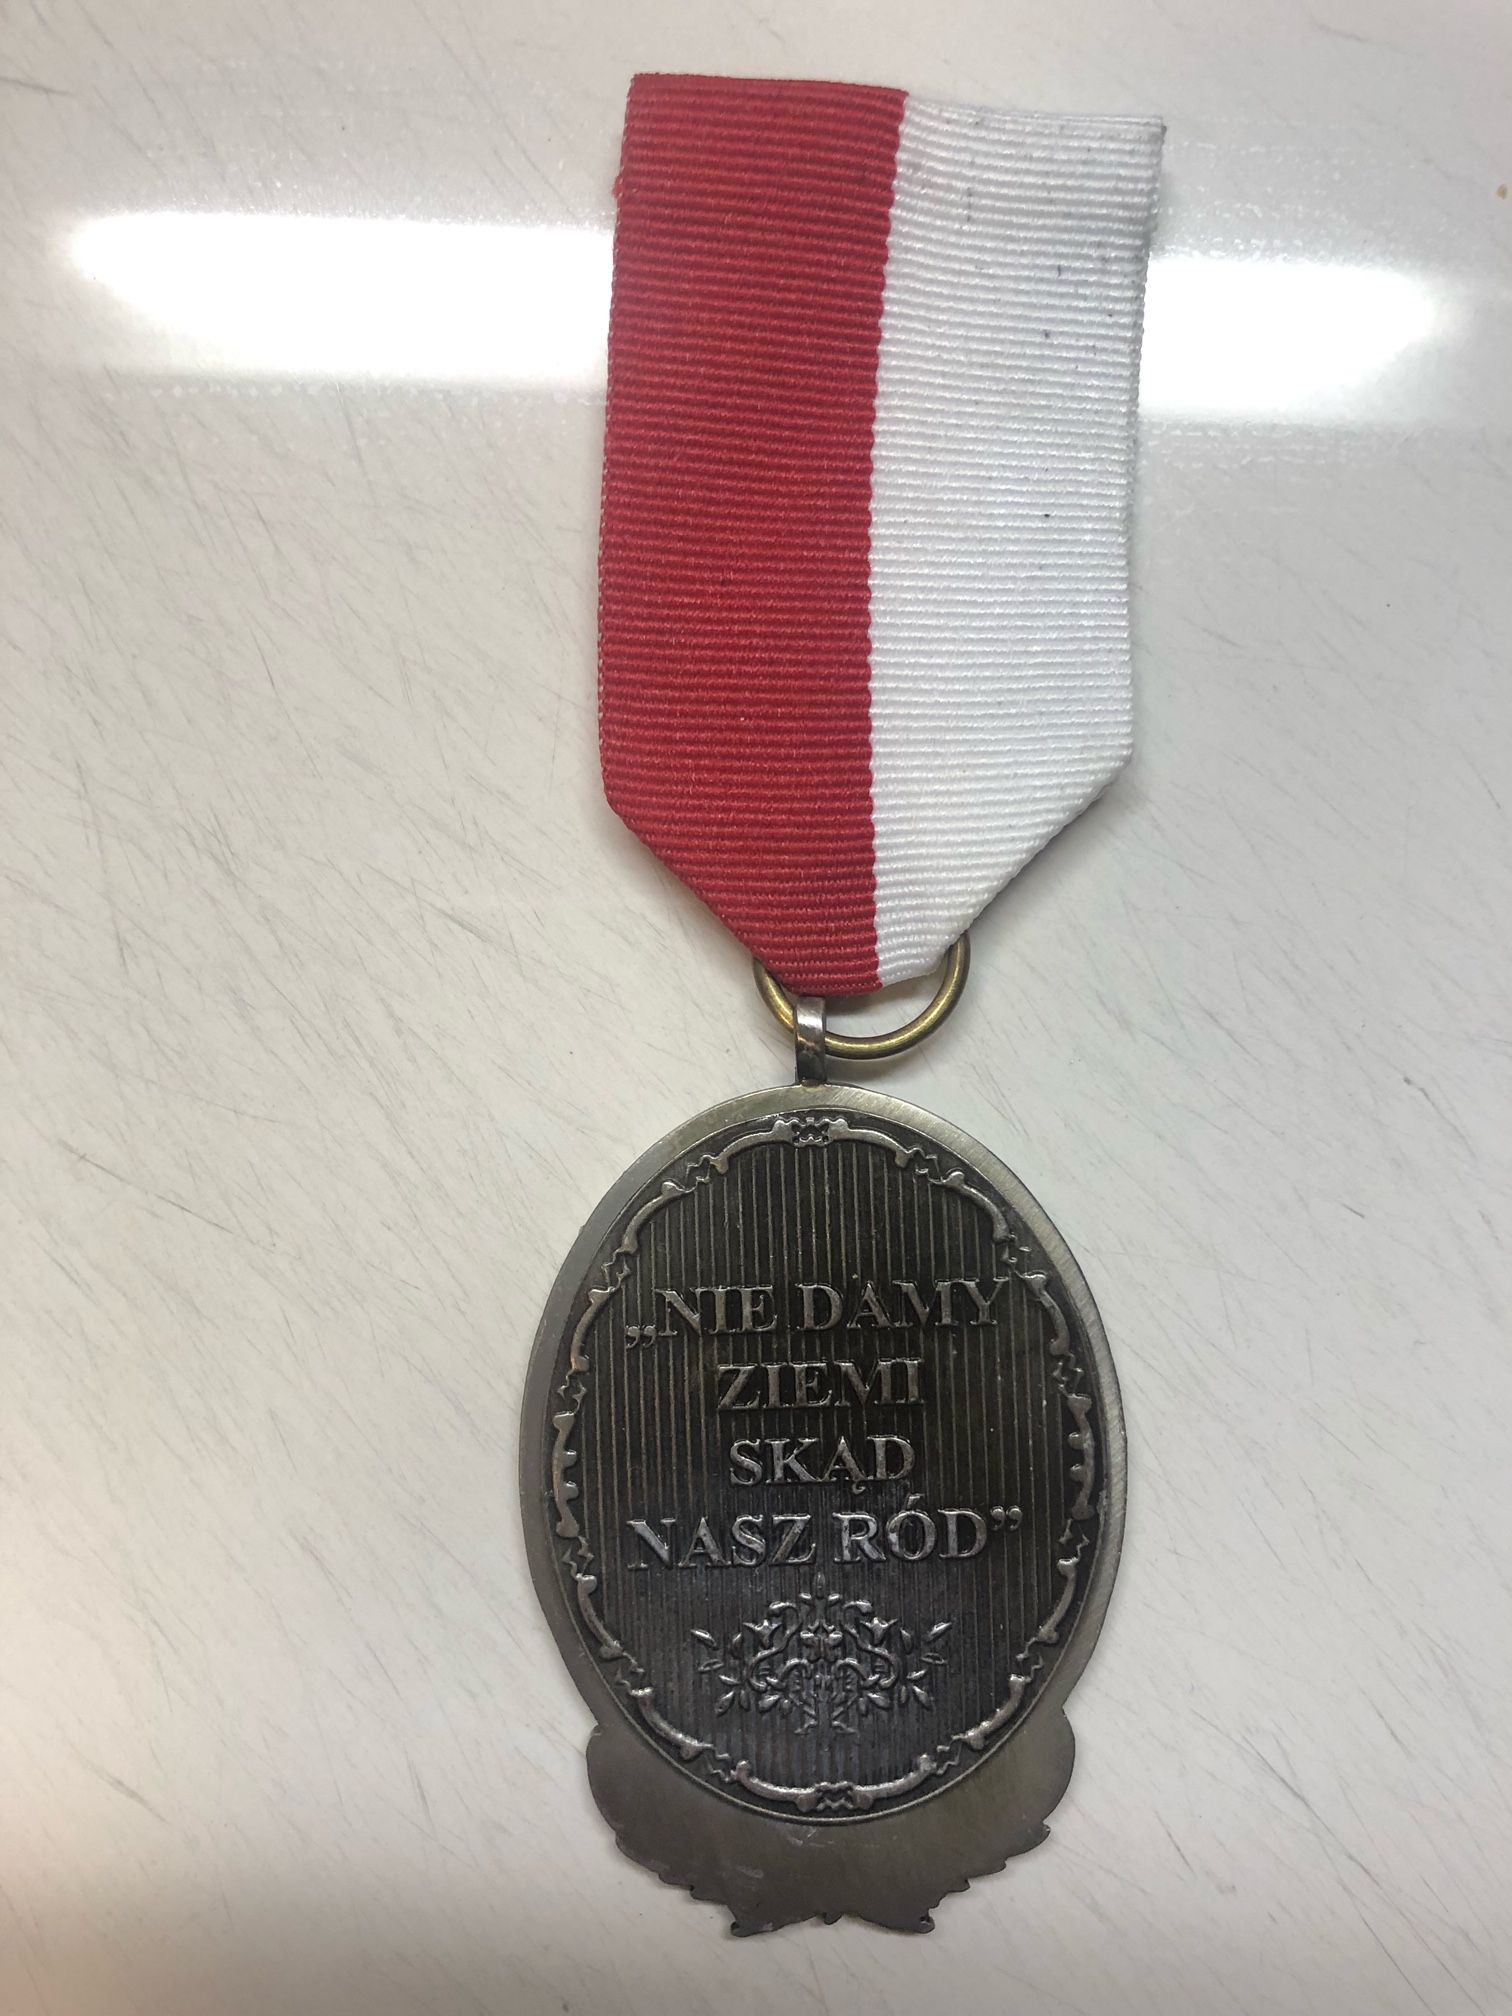 „NIE DAMY
ZIEMI
SKĄD
NASZ RÓD”